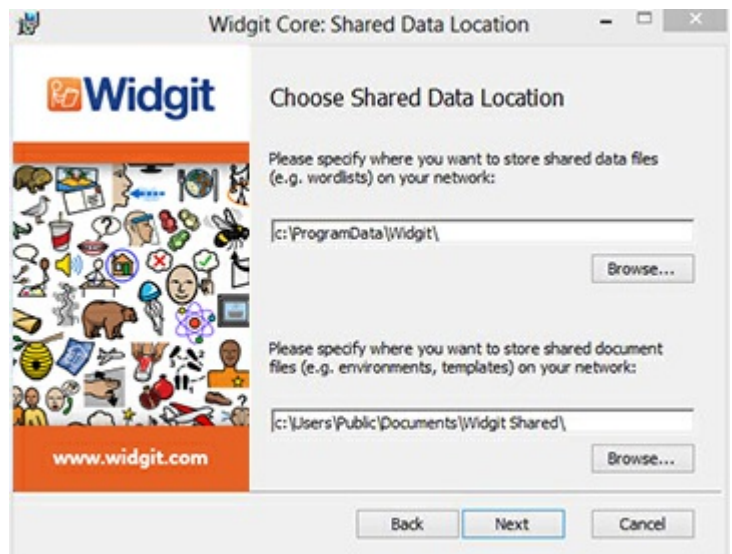 Widgit Core: Shared Data Location
Widgit
Choose Shared Data Location
Please specify where you want to store shared data files
(e.g. wordlists) on your network:
c:\ProgramData\Widgit\
Browse...
Please specify where you want to store shared document
files (e.g. environments, templates) on your network:
c:\Users\Public\Documents\Widgit Shared\
Browse...
www.widgit.com
Back
Next
Cancel